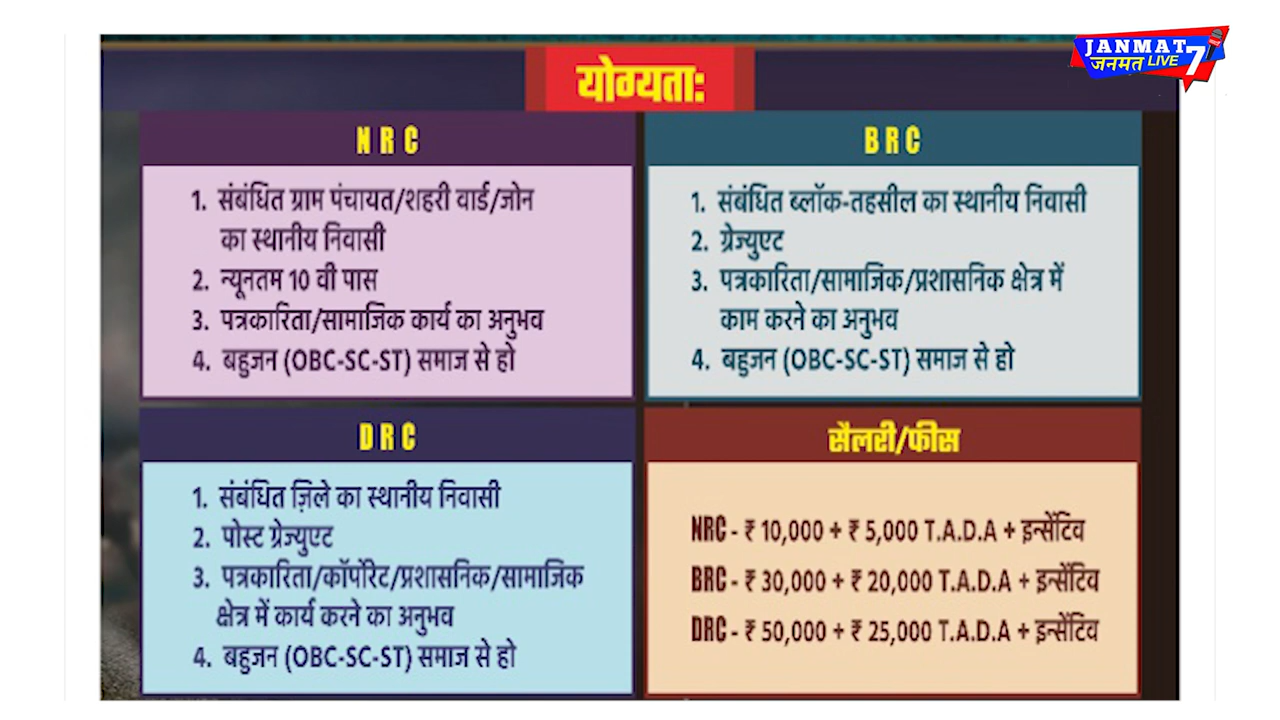 JANMAT
जनमत LIVE 7
योग्यता:
NRC
1. संबंधित ग्राम पंचायत/शहरी वार्ड/जोन
का स्थानीय निवासी
2. न्यूनतम 10 वी पास
3. पत्रकारिता/सामाजिक कार्य का अनुभव
4. बहुजन (OBC-SC-ST) समाज से हो
BRC
1. संबंधित ब्लॉक-तहसील का स्थानीय निवासी
2. ग्रेज्युएट
3. पत्रकारिता/सामाजिक/प्रशासनिक क्षेत्र में
काम करने का अनुभव
4. बहुजन (OBC-SC-ST) समाज से हो
DRC
1. संबंधित ज़िले का स्थानीय निवासी
2. पोस्ट ग्रेज्युएट
3. पत्रकारिता/कॉर्पोरेट/प्रशासनिक/सामाजिक
क्षेत्र में कार्य करने का अनुभव
4. बहुजन (OBC-SC-ST) समाज से हो
सैलरी/फीस
NRC - ₹ 10,000 + ₹ 5,000 T.A.D.A + इन्सेंटिव
BRC - ₹ 30,000 + ₹ 20,000 T.A.D.A + इन्सेंटिव
DRC - ₹ 50,000 + ₹ 25,000 T.A.D.A + इन्सेंटिव